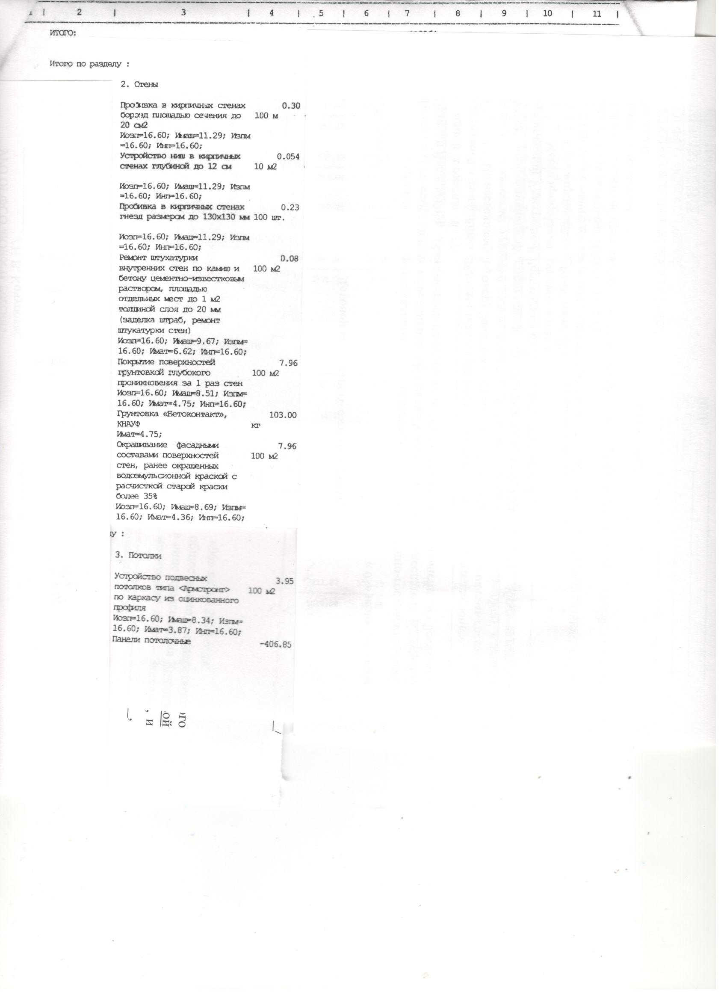 | 2 | 3 | 4 | 5 | 6 | 7 | 8 | 9 | 10 | 11 |
ИТОГО:
Итого по разделу :
2. Стены
Пробивка в кирпичных стенах 0.30
борозд площадью сечения до 100 м
20 см2
Иозп=16.60; Имаш=11.29; Изпм
=16.60; Инп=16.60;
Устройство ниш в кирпичных 0.054
стенах глубиной до 12 см 10 м2
Иозп=16.60; Имаш=11.29; Изпм
=16.60; Инп=16.60;
Пробивка в кирпичных стенах 0.23
гнезд размером до 130х130 мм 100 шт.
Иозп=16.60; Имаш=11.29; Изпм
=16.60; Инп=16.60;
Ремонт штукатурки 0.08
внутренних стен по камню и 100 м2
бетону цементно-известковым
раствором, площадью
отдельных мест до 1 м2
толщиной слоя до 20 мм
(заделка штраб, ремонт
штукатурки стен)
Иозп=16.60; Имаш=9.67; Изпм=
16.60; Имат=6.62; Инп=16.60;
Покрытие поверхностей 7.96
грунтовкой глубокого 100 м2
проникновения за 1 раз стен
Иозп=16.60; Имаш=8.51; Изпм=
16.60; Имат=4.75; Инп=16.60;
Грунтовка «Бетоконтакт», 103.00
КНАУФ кг
Имат=4.75;
Окрашивание фасадными 7.96
составами поверхностей 100 м2
стен, ранее окрашенных
водоэмульсионной краской с
расчисткой старой краски
более 35%
Иозп=16.60; Имаш=8.69; Изпм=
16.60; Имат=4.36; Инп=16.60;
у :
3. Потолки
Устройство подвесных 3.95
потолков типа <Армстронг> 100 м2
по каркасу из оцинкованного
профиля
Иозп=16.60; Имаш=8.34; Изпм=
16.60; Имат=3.87; Инп=16.60;
Панели потолочные -406.85
го
ой
, и